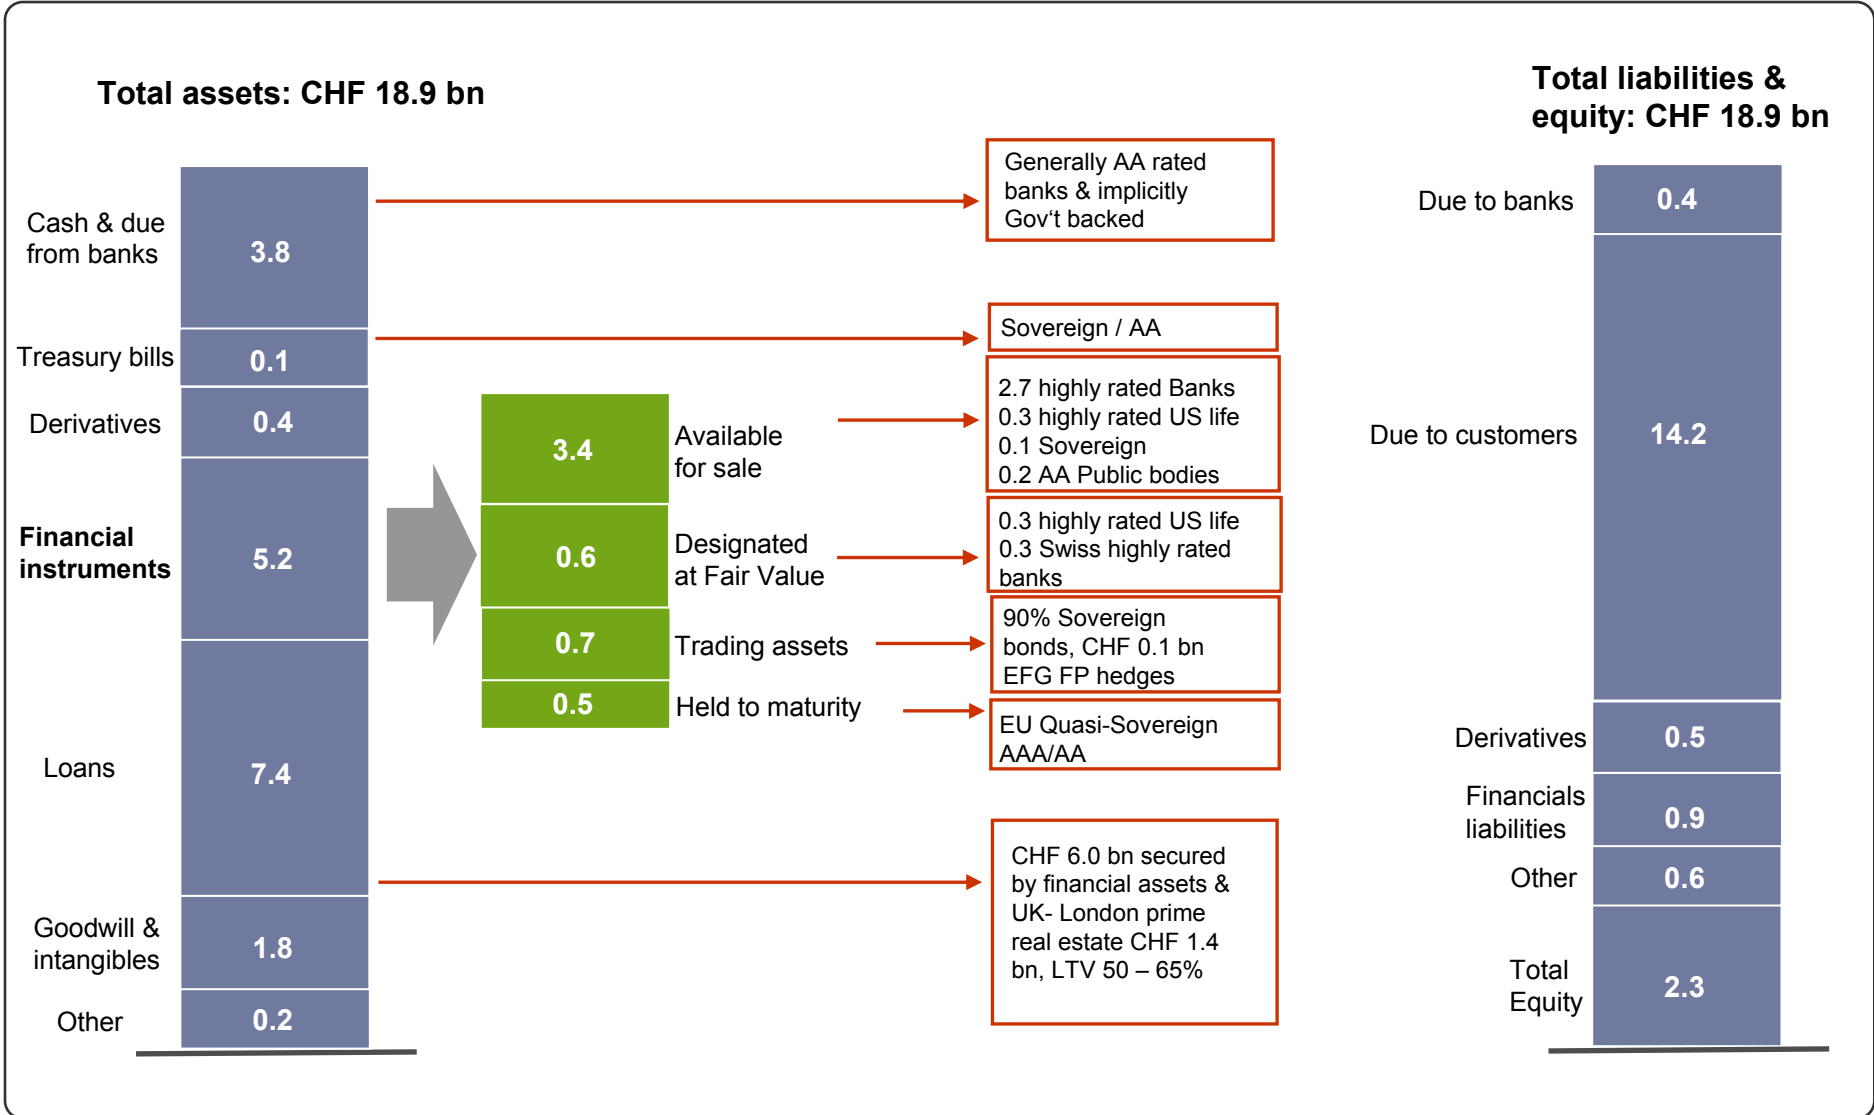 Total assets: CHF 18.9 bn
Cash & due
from banks
3.8
Treasury bills
0.1
Derivatives
0.4
Financial
instruments
5.2
Loans
7.4
Goodwill &
intangibles
1.8
Other
0.2
3.4
Available
for sale
0.6
Designated
at Fair Value
0.7
Trading assets
0.5
Held to maturity
Generally AA rated
banks & implicitly
Gov‘t backed
Sovereign / AA
2.7 highly rated Banks
0.3 highly rated US life
0.1 Sovereign
0.2 AA Public bodies
0.3 highly rated US life
0.3 Swiss highly rated
banks
90% Sovereign
bonds, CHF 0.1 bn
EFG FP hedges
EU Quasi-Sovereign
AAA/AA
CHF 6.0 bn secured
by financial assets &
UK- London prime
real estate CHF 1.4
bn, LTV 50 – 65%
Total liabilities &
equity: CHF 18.9 bn
Due to banks
0.4
Due to customers
14.2
Derivatives
0.5
Financials
liabilities
0.9
Other
0.6
Total
Equity
2.3